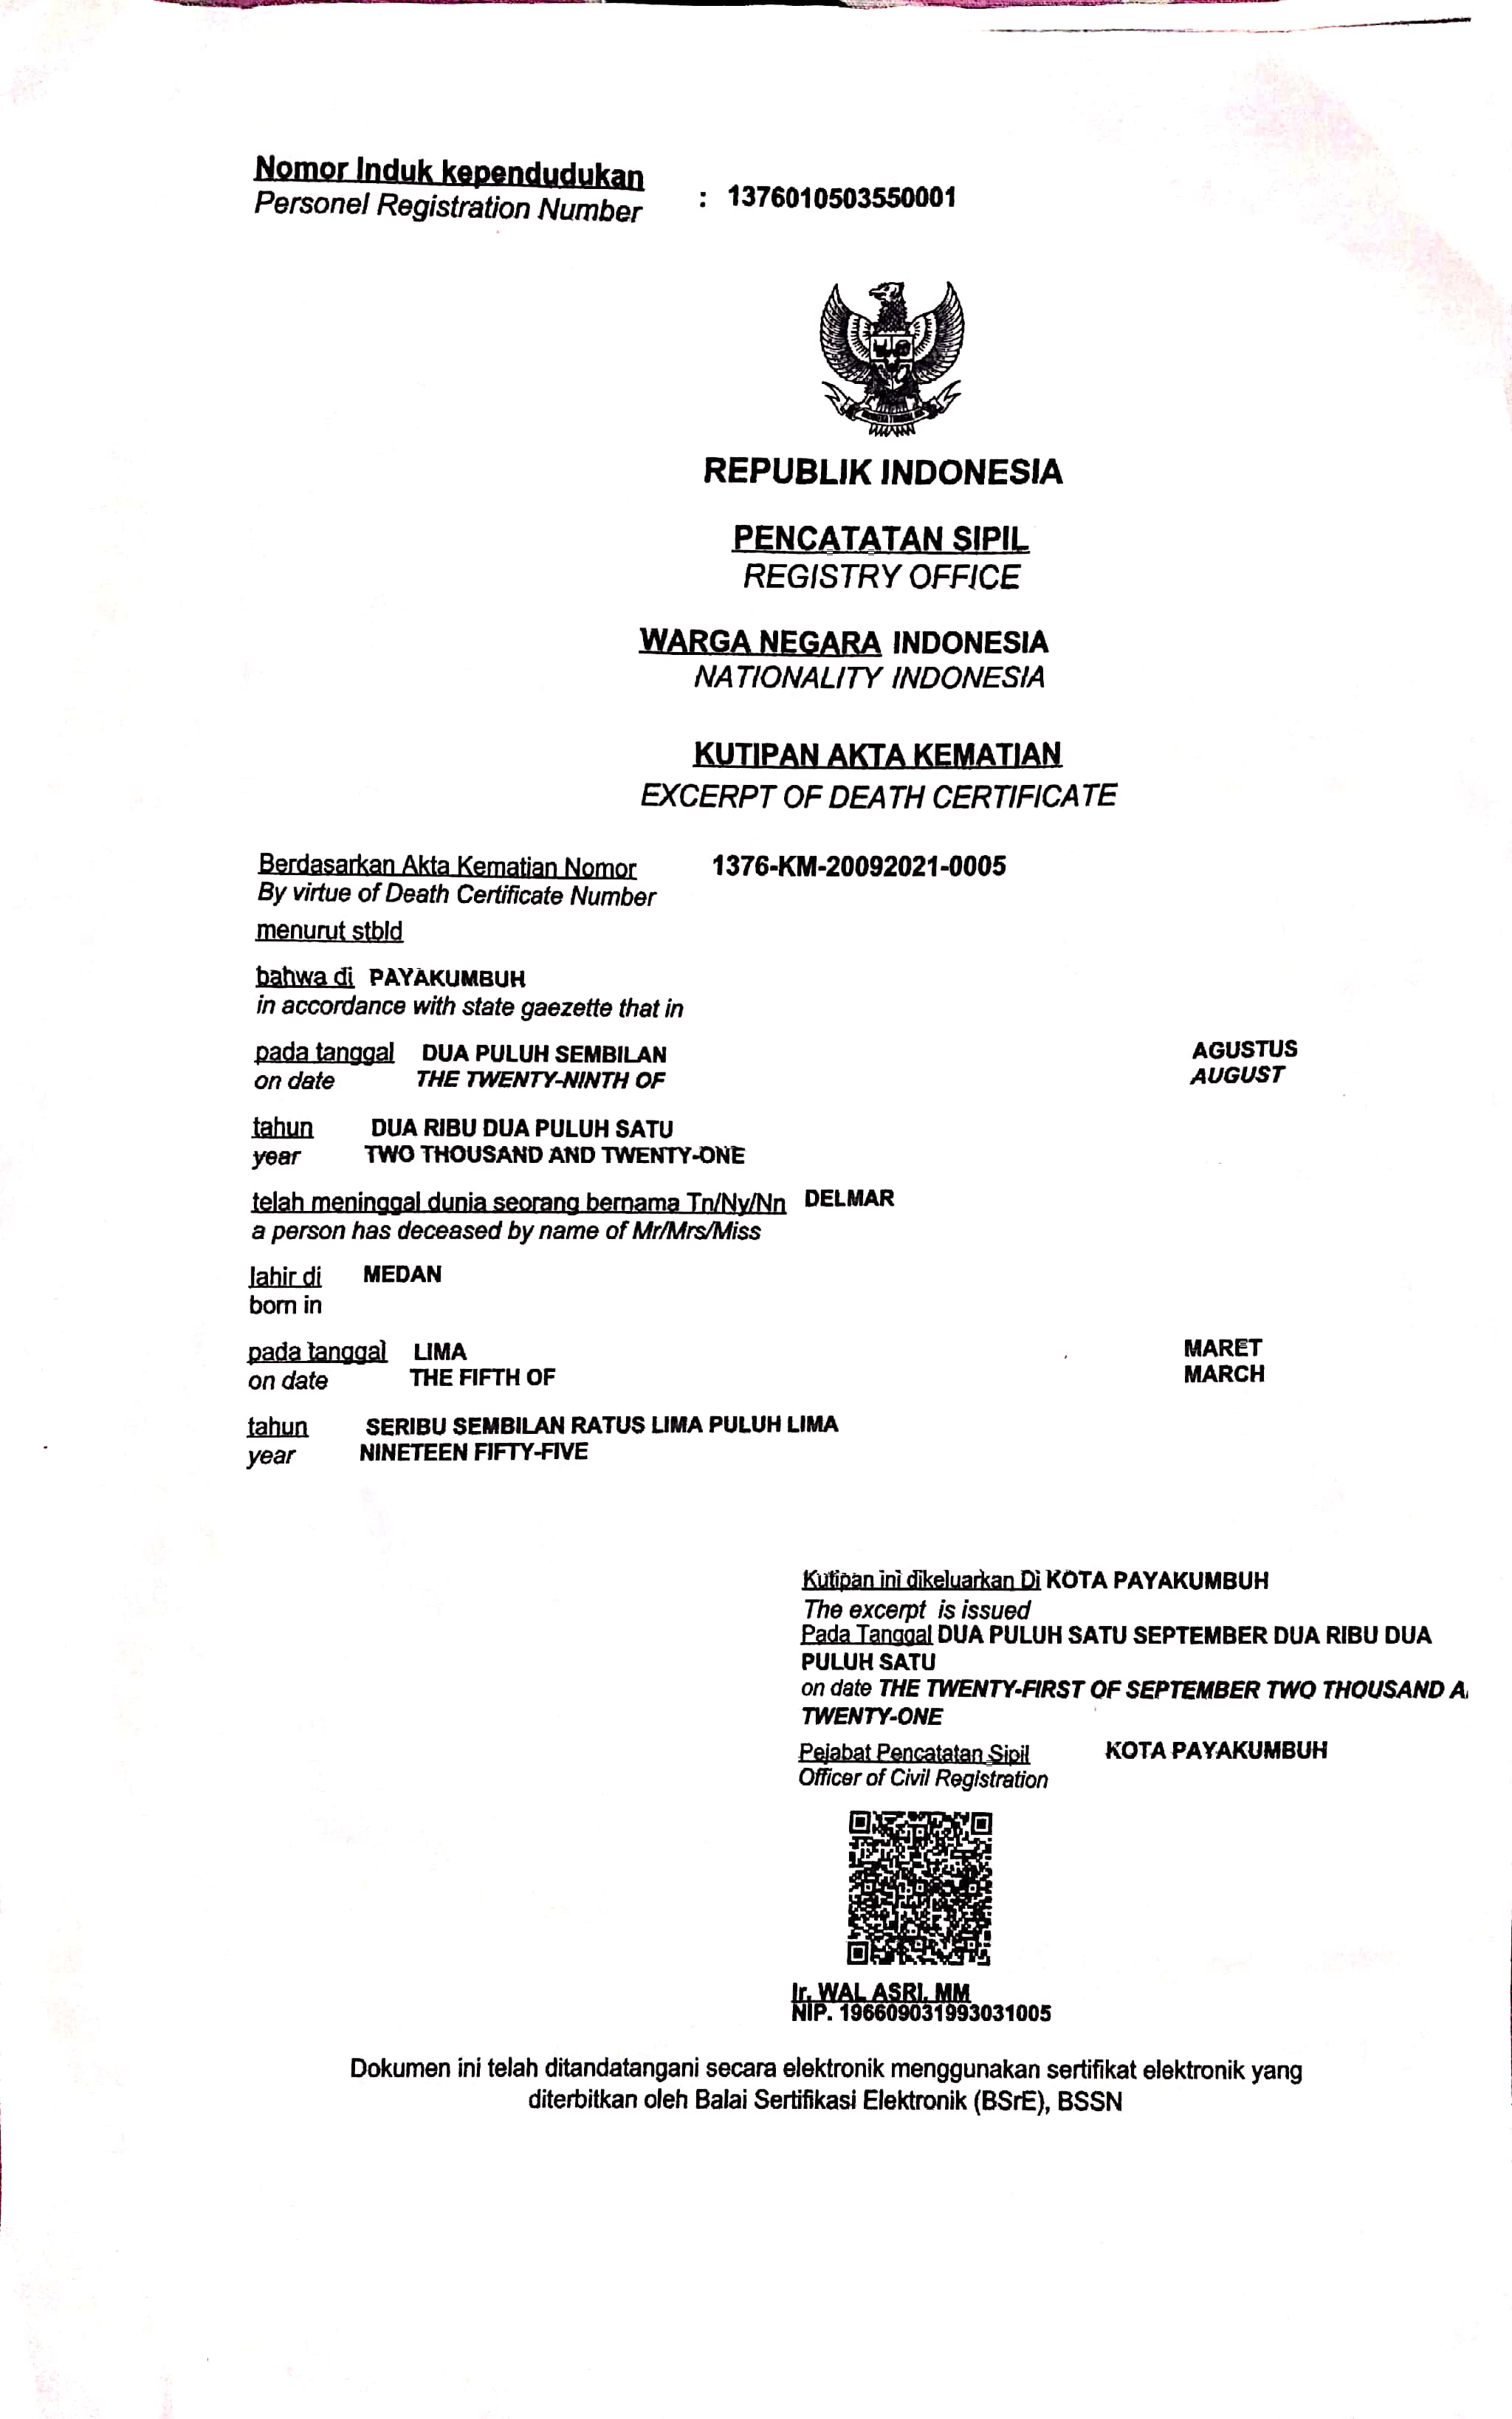 Nomor Induk kependudukan : 1376010503550001
Personel Registration Number
REPUBLIK INDONESIA
PENCATATAN SIPIL
REGISTRY OFFICE
WARGA NEGARA INDONESIA
NATIONALITY INDONESIA
KUTIPAN AKTA KEMATIAN
EXCERPT OF DEATH CERTIFICATE
Berdasarkan Akta Kematian Nomor 1376-KM-20092021-0005
By virtue of Death Certificate Number
menurut stbld
bahwa di PAYAKUMBUH
in accordance with state gaezette that in
pada tanggal DUA PULUH SEMBILAN AGUSTUS
on date THE TWENTY-NINTH OF AUGUST
tahun DUA RIBU DUA PULUH SATU
year TWO THOUSAND AND TWENTY-ONE
telah meninggal dunia seorang bernama Tn/Ny/Nn DELMAR
a person has deceased by name of Mr/Mrs/Miss
lahir di MEDAN
born in
pada tanggal LIMA MARET
on date THE FIFTH OF MARCH
tahun SERIBU SEMBILAN RATUS LIMA PULUH LIMA
year NINETEEN FIFTY-FIVE
Kutipan ini dikeluarkan Di KOTA PAYAKUMBUH
The excerpt is issued
Pada Tanggal DUA PULUH SATU SEPTEMBER DUA RIBU DUA
PULUH SATU
on date THE TWENTY-FIRST OF SEPTEMBER TWO THOUSAND
TWENTY-ONE
Pejabat Pencatatan Sipil KOTA PAYAKUMBUH
Officer of Civil Registration
Ir. WAL ASRI, MM
NIP. 196609031993031005
Dokumen ini telah ditandatangani secara elektronik menggunakan sertifikat elektronik yang
diterbitkan oleh Balai Sertifikasi Elektronik (BSrE), BSSN